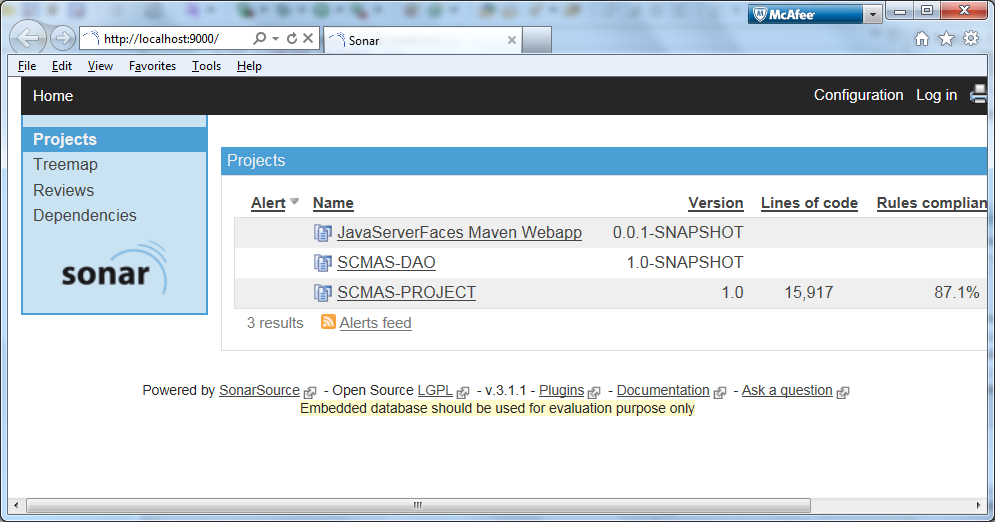 McAfee
http://localhost:9000/
Sonar
File Edit View Favorites Tools Help
Home Configuration Log in
Projects
Treemap
Reviews
Dependencies
sonar
Projects
Alert Name Version Lines of code Rules complian
JavaServerFaces Maven Webapp 0.0.1-SNAPSHOT
SCMAS-DAO 1.0-SNAPSHOT
SCMAS-PROJECT 1.0 15,917 87.1%
3 results Alerts feed
Powered by SonarSource - Open Source LGPL - v.3.1.1 - Plugins - Documentation - Ask a question
Embedded database should be used for evaluation purpose only